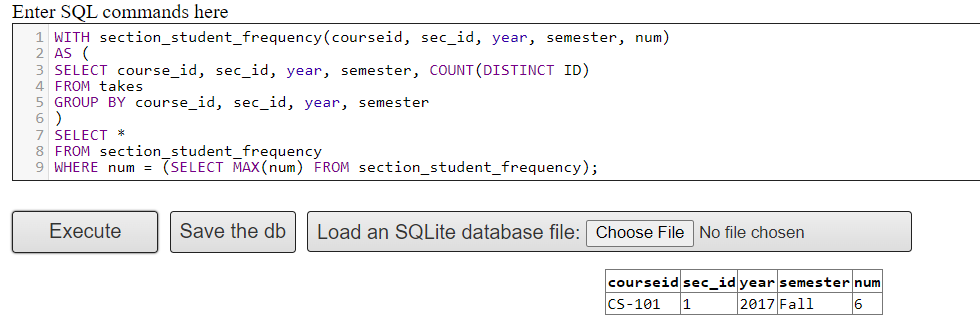 Enter SQL commands here
1 WITH section_student_frequency(courseid, sec_id, year, semester, num)
2 AS (
3 SELECT course_id, sec_id, year, semester, COUNT(DISTINCT ID)
4 FROM takes
5 GROUP BY course_id, sec_id, year, semester
6 )
7 SELECT *
8 FROM section_student_frequency
9 WHERE num = (SELECT MAX(num) FROM section_student_frequency);
Execute Save the db Load an SQLite database file: Choose File No file chosen
courseid sec_id year semester num
CS-101 1 2017 Fall 6